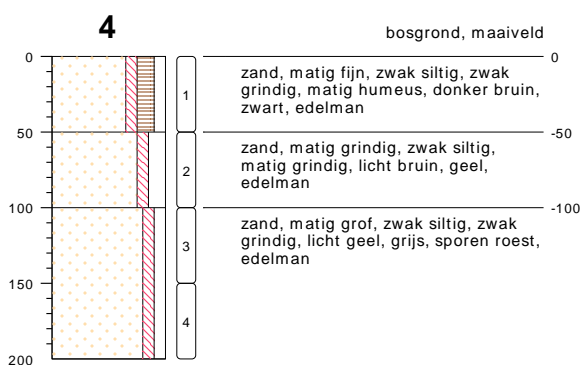 4
bosgrond, maaiveld
0
0
zand, matig fijn, zwak siltig, zwak
grindig, matig humeus, donker bruin,
zwart, edelman
1
50
-50
zand, matig grindig, zwak siltig,
matig grindig, licht bruin, geel,
edelman
2
100
-100
zand, matig grof, zwak siltig, zwak
grindig, licht geel, grijs, sporen roest,
edelman
3
150
4
200